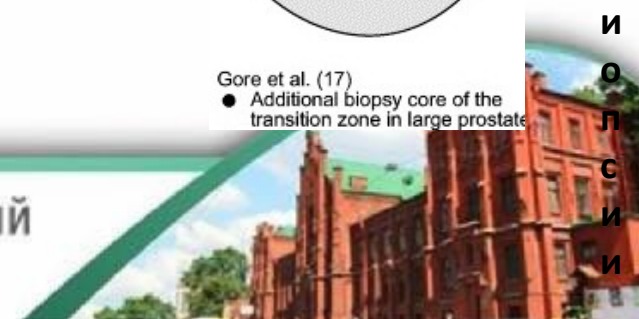 Gore et al. (17)
● Additional biopsy core of the
transition zone in large prostate
й
и
о
п
с
и
и